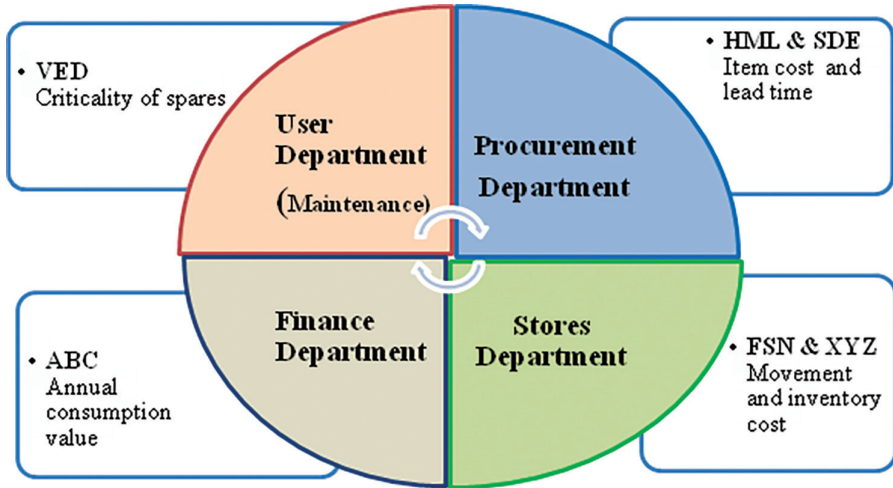 • VED
Criticality of spares
User
Department
(Maintenance)
Procurement
Department
• HML & SDE
Item cost and
lead time
• ABC
Annual
consumption
value
Finance
Department
Stores
Department
• FSN & XYZ
Movement
and inventory
cost